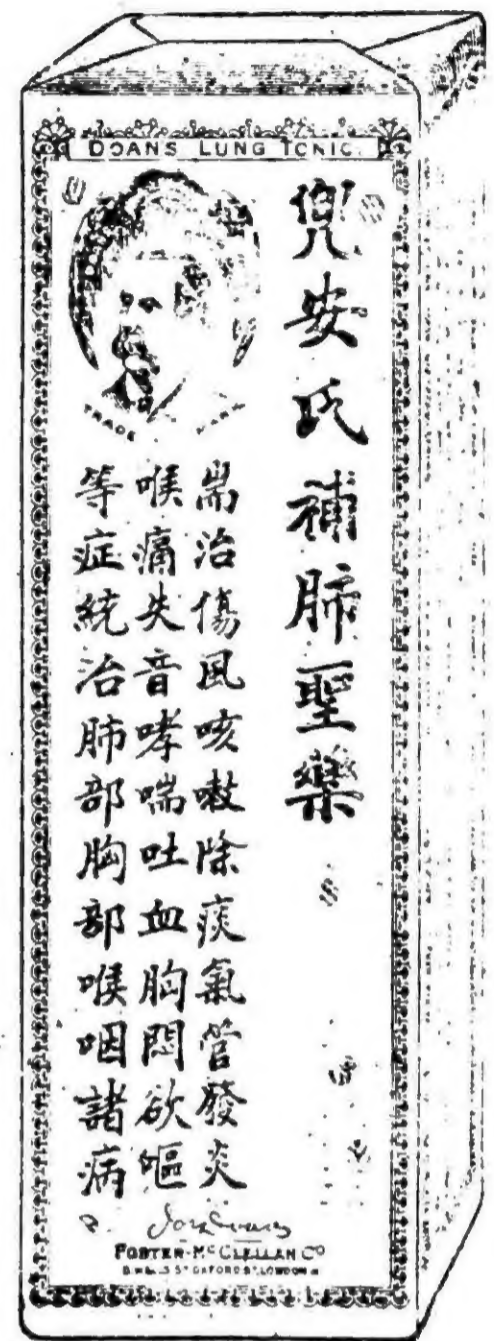 DOANS LUNG TONIC.
兜安氏補肺聖藥
TRADE MARK
耑治傷風咳嗽除痰氣管發炎
喉痛失音哮喘吐血胸悶欲嘔
等症統治肺部胸部喉咽諸病
FOSTER-McCLELLAN Co